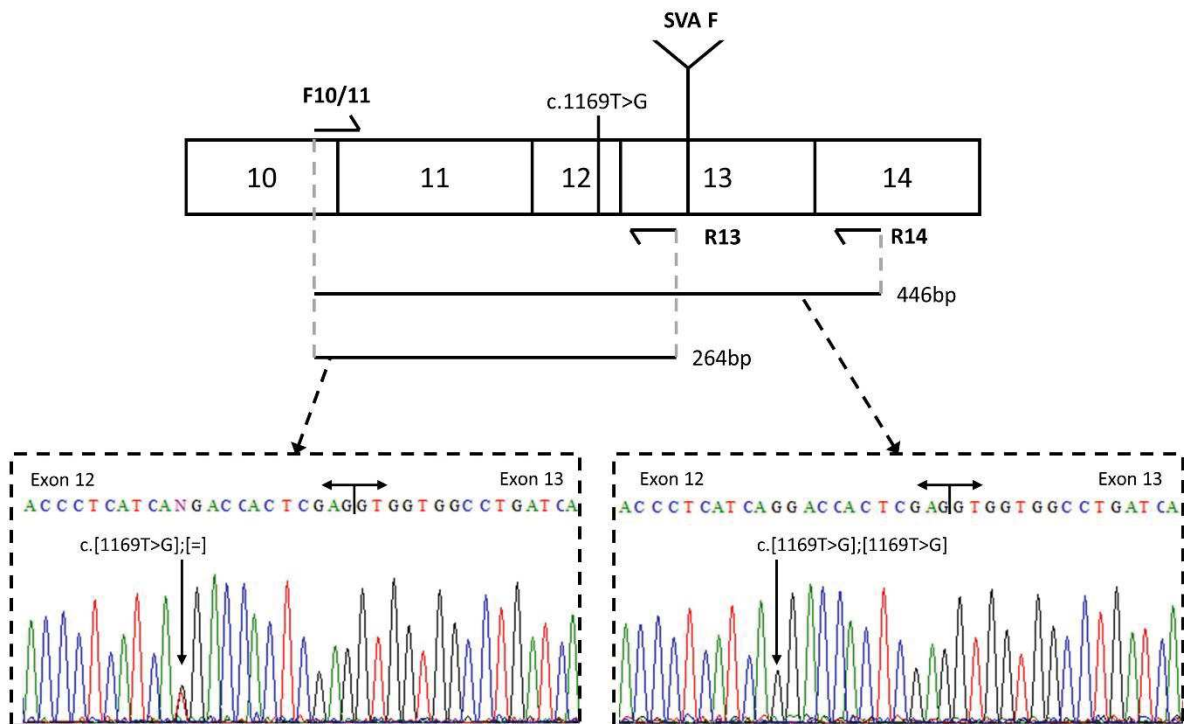 SVA F
F10/11
c.1169T>G
10 11 12 13 14
R13 R14
446bp
264bp
Exon 12 Exon 13
ACCCTCATCANGACCACTCGAGGTGGTGGCCTGATCA
c.[1169T>G];[=]
Exon 12 Exon 13
ACCCTCATCAGGACCACTCGAGGTGGTGGCCTGATCA
c.[1169T>G];[1169T>G]